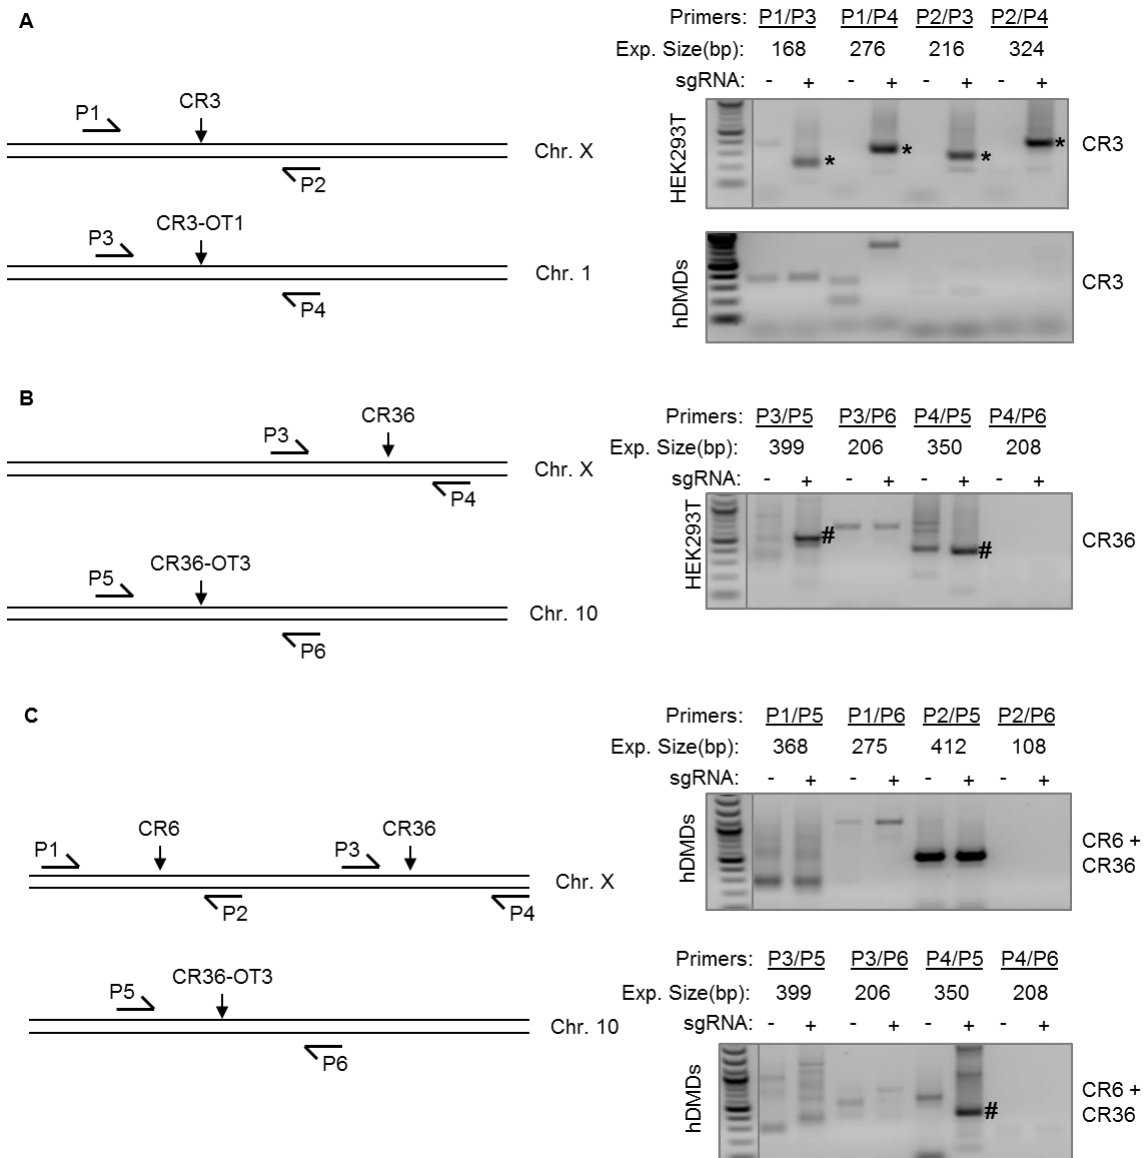 A
Primers: P1/P3 P1/P4 P2/P3 P2/P4
Exp. Size(bp): 168 276 216 324
sgRNA: - + - + - + - +
P1
CR3
Chr. X
P2
HEK293T
* * * *
CR3
CR3-OT1
P3
Chr. 1
P4
hDMDs
CR3
B
Primers: P3/P5 P3/P6 P4/P5 P4/P6
Exp. Size(bp): 399 206 350 208
sgRNA: - + - + - + - +
CR36
P3
Chr. X
P4
HEK293T
# #
CR36
CR36-OT3
P5
Chr. 10
P6
C
Primers: P1/P5 P1/P6 P2/P5 P2/P6
Exp. Size(bp): 368 275 412 108
sgRNA: - + - + - + - +
CR6 CR36
P1 P3
Chr. X
P2 P4
hDMDs
CR6 +
CR36
Primers: P3/P5 P3/P6 P4/P5 P4/P6
Exp. Size(bp): 399 206 350 208
sgRNA: - + - + - + - +
CR36-OT3
P5
Chr. 10
P6
hDMDs
#
CR6 +
CR36